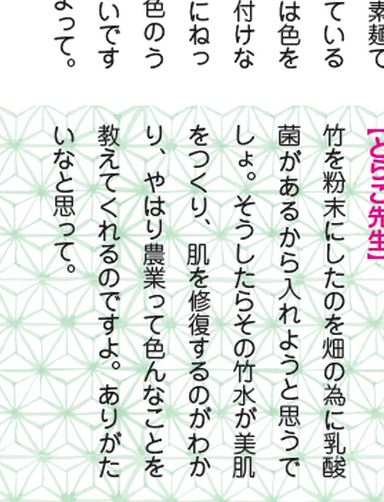 素麺で
ている
は色を
付けな
にねっ
色のう
いです
よって。
【とらこ先生】
竹を粉末にしたのを畑の為に乳酸
菌があるから入れようと思うで
しょ。そうしたらその竹水が美肌
をつくり、肌を修復するのがわか
り、やはり農業って色んなことを
教えてくれるのですよ。ありがた
いなと思って。